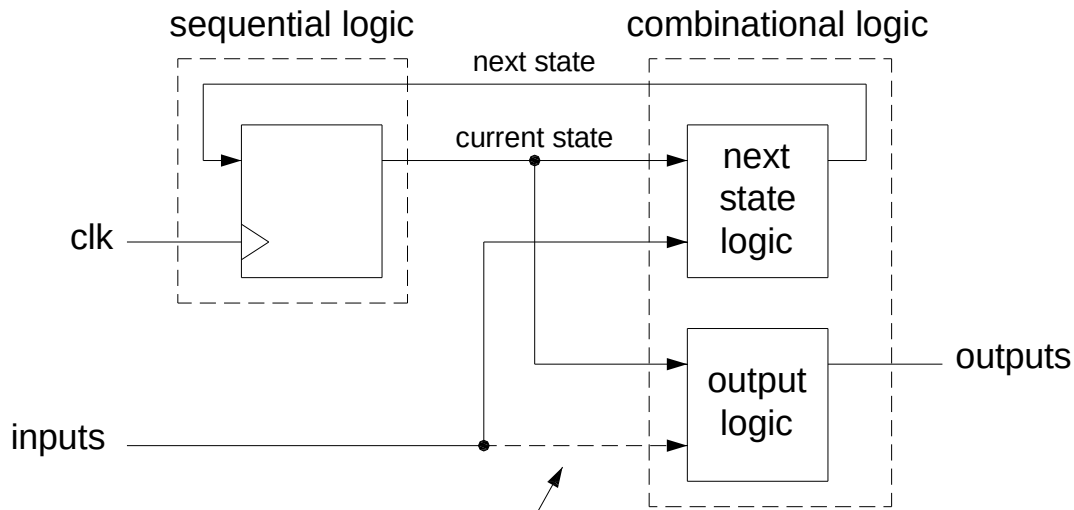 sequential logic
combinational logic
next state
current state
next
state
logic
clk
outputs
output
logic
inputs